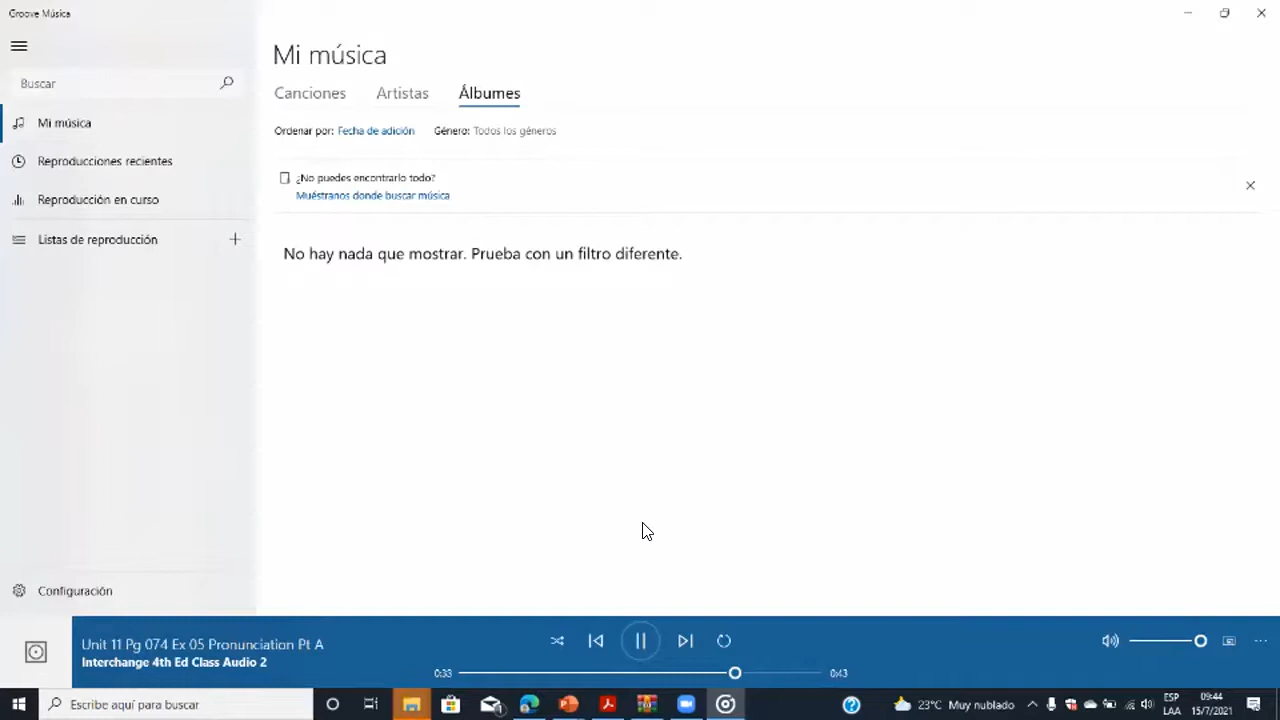 Groove Música
Buscar
Mi música
Reproducciones recientes
Reproducción en curso
Listas de reproducción
Configuración
Mi música
Canciones Artistas Álbumes
Ordenar por: Fecha de adición Género: Todos los géneros
¿No puedes encontrarlo todo?
Muéstranos donde buscar música
No hay nada que mostrar. Prueba con un filtro diferente.
Unit 11 Pg 074 Ex 05 Pronunciation Pt A
Interchange 4th Ed Class Audio 2
0:33 0:43
Escribe aquí para buscar
23°C Muy nublado
ESP
LAA
09:44
15/7/2021